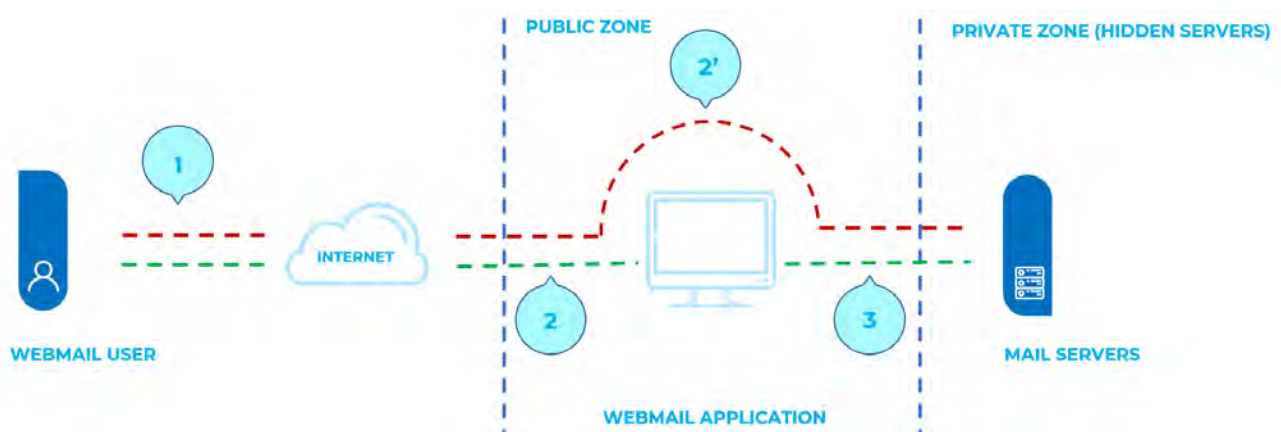 PUBLIC ZONE
PRIVATE ZONE (HIDDEN SERVERS)
2'
1
INTERNET
2
3
WEBMAIL USER
MAIL SERVERS
WEBMAIL APPLICATION